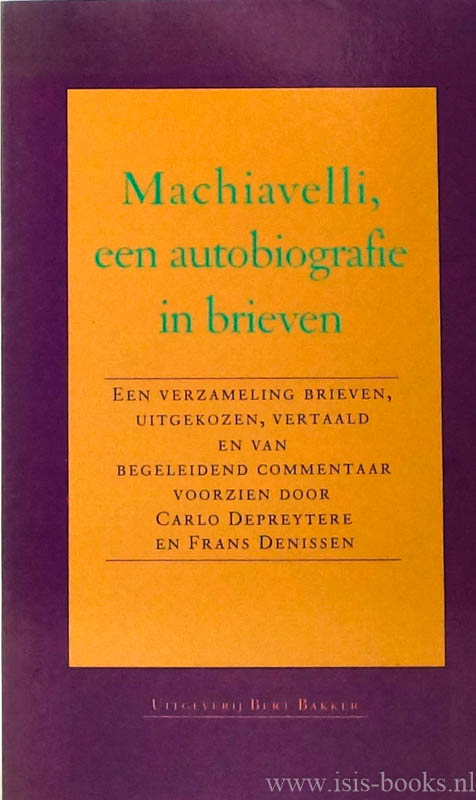 Machiavelli,
een autobiografie
in brieven
EEN VERZAMELING BRIEVEN,
UITGEKOZEN, VERTAALD
EN VAN
BEGELEIDEND COMMENTAAR
VOORZIEN DOOR
CARLO DEPREYTERE
EN FRANS DENISSEN
UITGEVERIJ BERT BAKKER
www.isis-books.nl